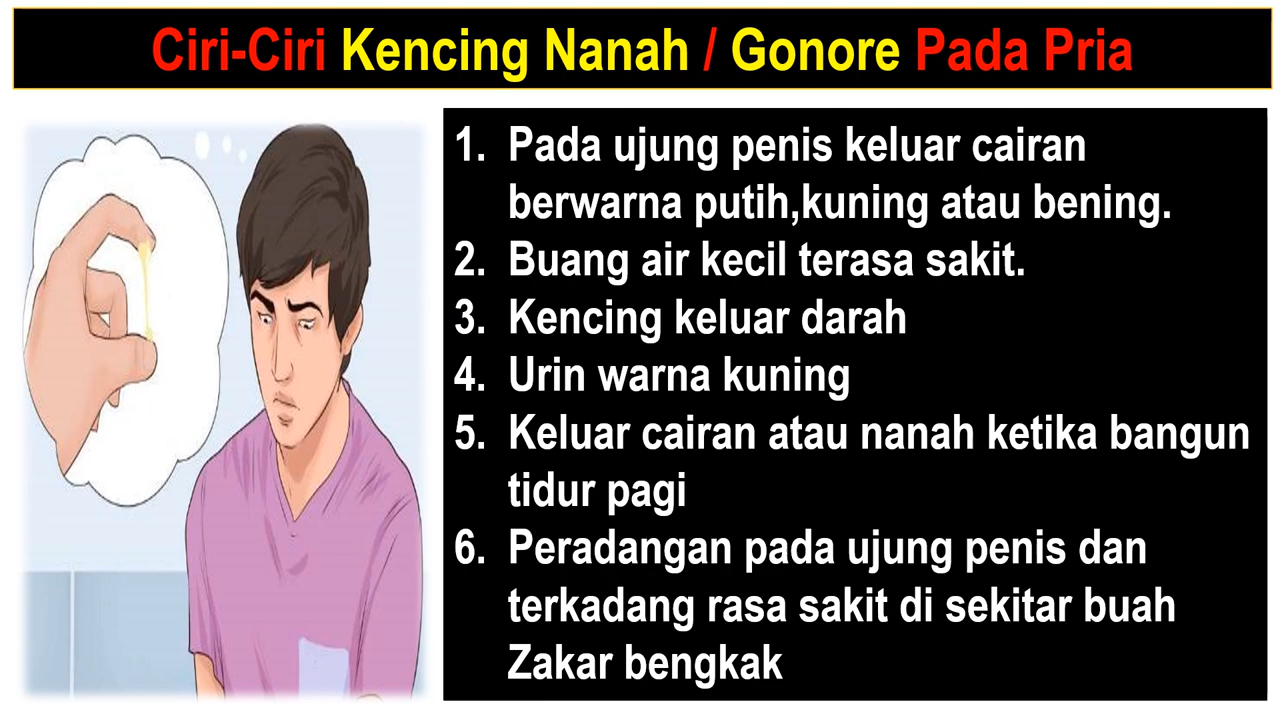 Ciri-Ciri Kencing Nanah / Gonore Pada Pria
1. Pada ujung penis keluar cairan
berwarna putih,kuning atau bening.
2. Buang air kecil terasa sakit.
3. Kencing keluar darah
4. Urin warna kuning
5. Keluar cairan atau nanah ketika bangun
tidur pagi
6. Peradangan pada ujung penis dan
terkadang rasa sakit di sekitar buah
Zakar bengkak